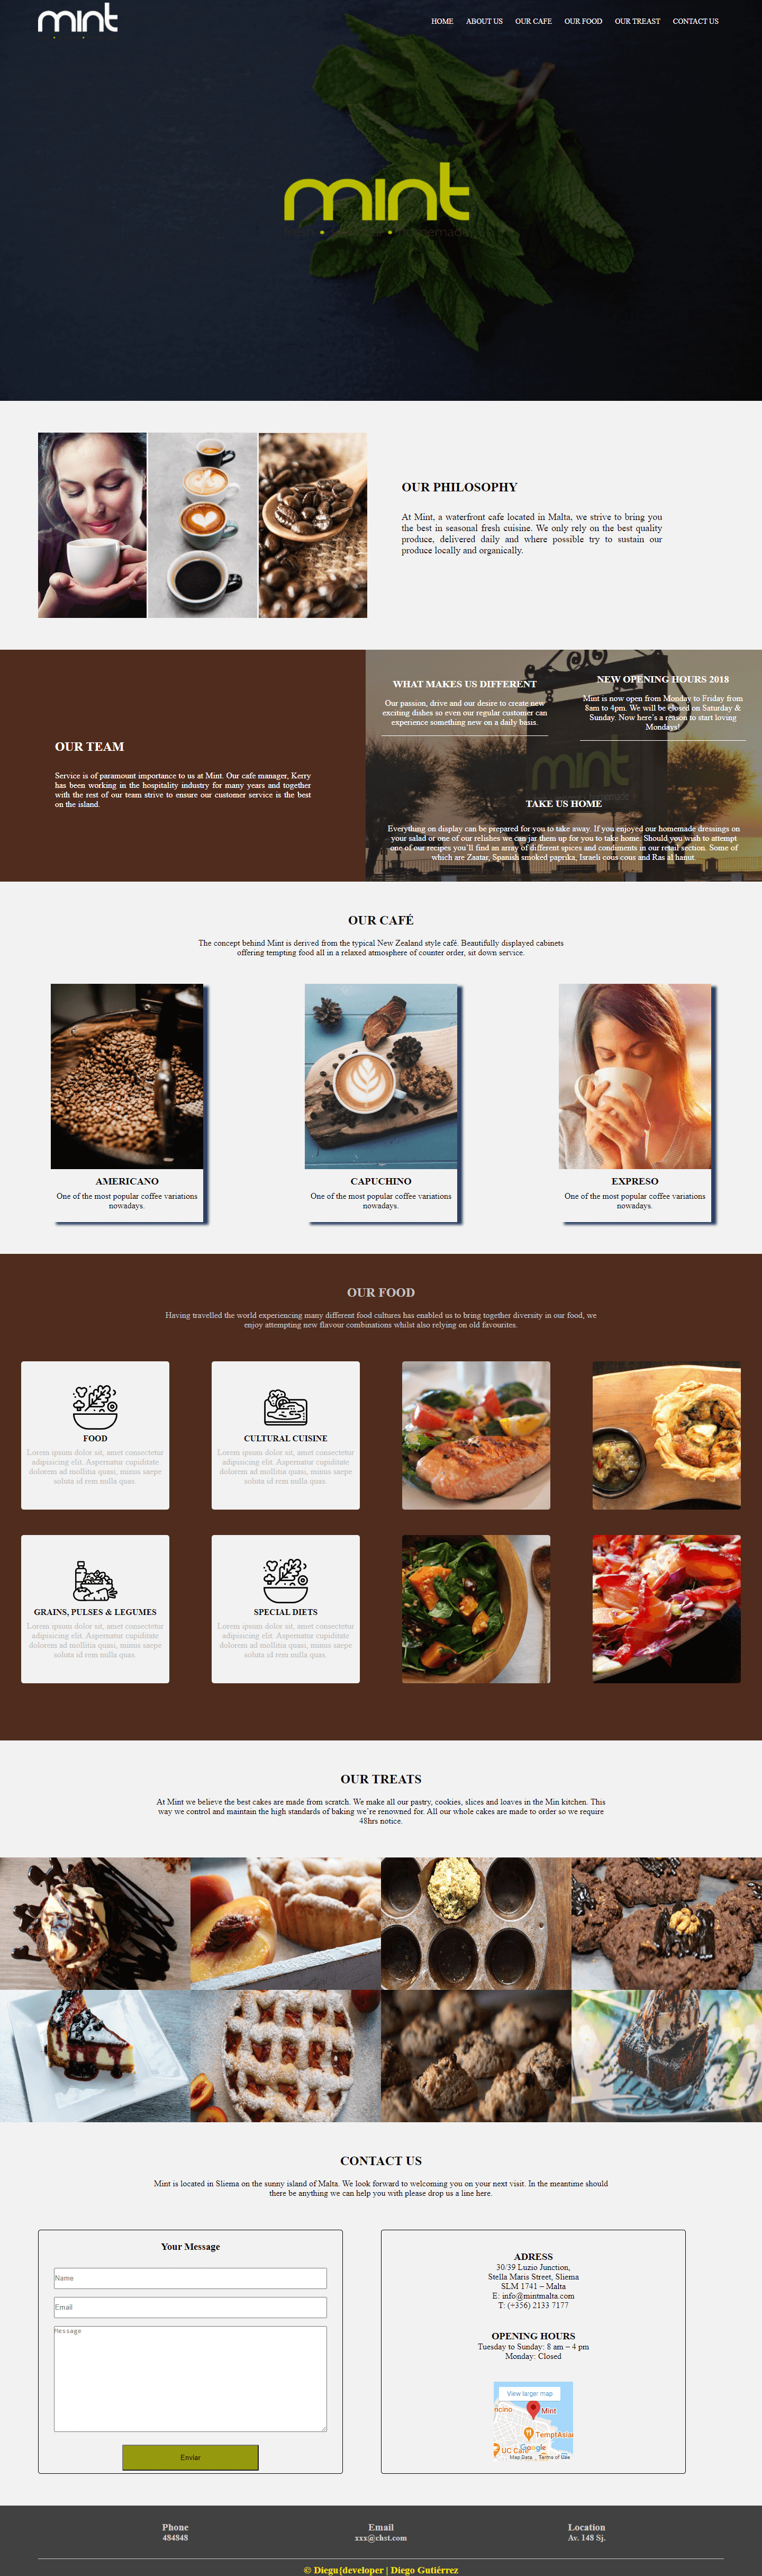 mint
HOME ABOUT US OUR CAFE OUR FOOD OUR TREAST CONTACT US
mint
homemade
OUR PHILOSOPHY
At Mint, a waterfront cafe located in Malta, we strive to bring you
the best in seasonal fresh cuisine. We only rely on the best quality
produce, delivered daily and where possible try to sustain our
produce locally and organically.
OUR TEAM
Service is of paramount importance to us at Mint. Our cafe manager, Kerry
has been working in the hospitality industry for many years and together
with the rest of our team strive to ensure our customer service is the best
on the island.
WHAT MAKES US DIFFERENT
Our passion, drive and our desire to create new
exciting dishes so even our regular customer can
experience something new on a daily basis.
NEW OPENING HOURS 2018
Mint is now open from Monday to Friday from
8am to 4pm. We will be closed on Saturday &
Sunday. Now here´s a reason to start loving
Mondays!
mint
TAKE US HOME
Everything on display can be prepared for you to take away. If you enjoyed our homemade dressings on
your salad or one of our relishes we can jar them up for you to take home. Should you wish to attempt
one of our recipes you´ll find an array of different spices and condiments in our retail section. Some of
which are Zaatar, Spanish smoked paprika, Israeli cous cous and Ras al hanut.
OUR CAFÉ
The concept behind Mint is derived from the typical New Zealand style café. Beautifully displayed cabinets
offering tempting food all in a relaxed atmosphere of counter order, sit down service.
AMERICANO
One of the most popular coffee variations
nowadays.
CAPUCHINO
One of the most popular coffee variations
nowadays.
EXPRESO
One of the most popular coffee variations
nowadays.
OUR FOOD
Having travelled the world experiencing many different food cultures has enabled us to bring together diversity in our food, we
enjoy attempting new flavour combinations whilst also relying on old favourites.
FOOD
Lorem ipsum dolor sit, amet consectetur
adipisicing elit. Aspernatur cupiditate
dolorem ad mollitia quasi, minus saepe
soluta id rem nulla quas.
CULTURAL CUISINE
Lorem ipsum dolor sit, amet consectetur
adipisicing elit. Aspernatur cupiditate
dolorem ad mollitia quasi, minus saepe
soluta id rem nulla quas.
GRAINS, PULSES & LEGUMES
Lorem ipsum dolor sit, amet consectetur
adipisicing elit. Aspernatur cupiditate
dolorem ad mollitia quasi, minus saepe
soluta id rem nulla quas.
SPECIAL DIETS
Lorem ipsum dolor sit, amet consectetur
adipisicing elit. Aspernatur cupiditate
dolorem ad mollitia quasi, minus saepe
soluta id rem nulla quas.
OUR TREATS
At Mint we believe the best cakes are made from scratch. We make all our pastry, cookies, slices and loaves in the Min kitchen. This
way we control and maintain the high standards of baking we´re renowned for. All our whole cakes are made to order so we require
48hrs notice.
CONTACT US
Mint is located in Sliema on the sunny island of Malta. We look forward to welcoming you on your next visit. In the meantime should
there be anything we can help you with please drop us a line here.
Your Message
Name
Email
Message
Enviar
ADRESS
30/39 Luzio Junction,
Stella Maris Street, Sliema
SLM 1741 – Malta
E: info@mintmalta.com
T: (+356) 2133 7177
OPENING HOURS
Tuesday to Sunday: 8 am – 4 pm
Monday: Closed
View larger map
ncino
Mint
TemptAsian
UC Caf
Google
Map Data Terms of Use
Phone
484848
Email
xxx@chst.com
Location
Av. 148 Sj.
© Diegu{developer | Diego Gutiérrez